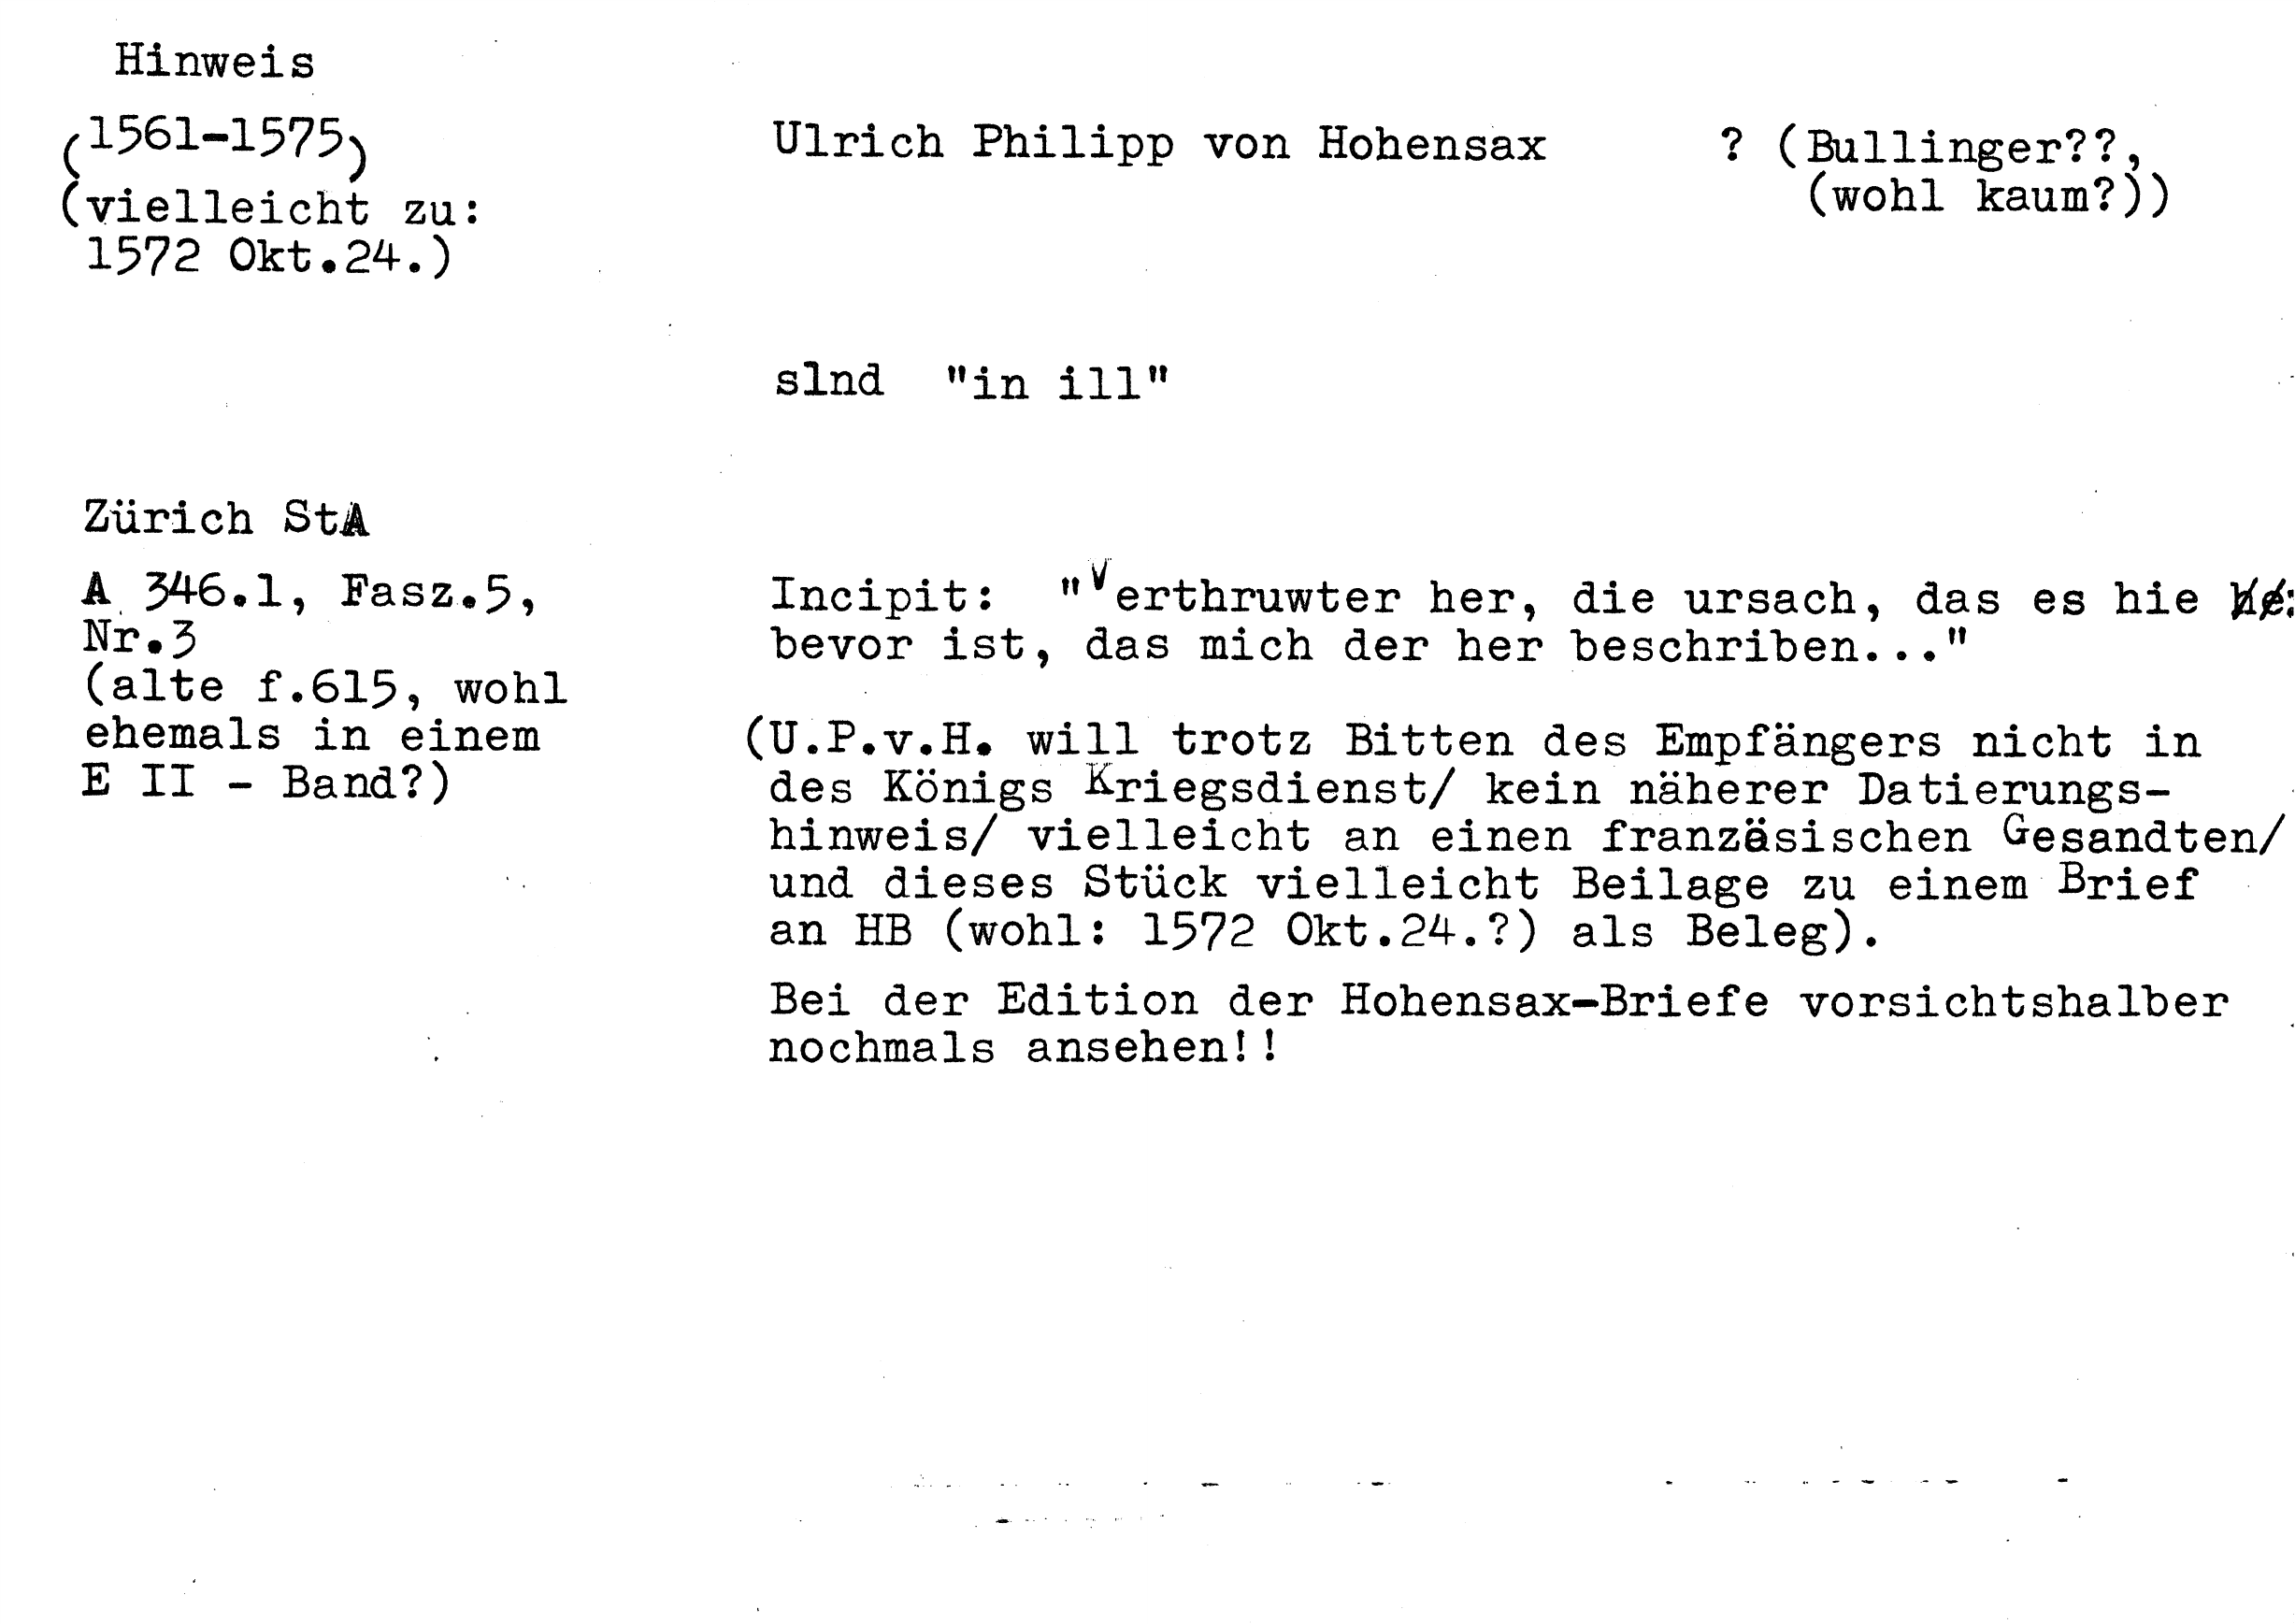 Hinweis
(1561-1575)
(vielleicht zu:
1572 Okt.24.)
Ulrich Philipp von Hohensax ? (Bullinger??,
(wohl kaum?))
slnd "in ill"
Zürich StA
A 346.1, Fasz.5,
Nr.3
(alte f.615, wohl
ehemals in einem
E II - Band?)
Incipit: "Verthruwter her, die ursach, das es hie
bevor ist, das mich der her beschriben..."
(U.P.v.H. will trotz Bitten des Empfängers nicht in
des Königs Kriegsdienst/ kein näherer Datierungs-
hinweis/ vielleicht an einen französischen Gesandten/
und dieses Stück vielleicht Beilage zu einem Brief
an HB (wohl: 1572 Okt.24.?) als Beleg).
Bei der Edition der Hohensax-Briefe vorsichtshalber
nochmals ansehen!!